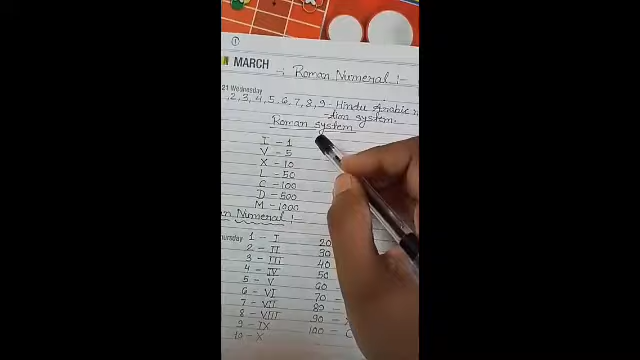 ①
MARCH
:- Roman Numeral :-
21 Wednesday
,2,3,4,5,6,7,8,9 - Hindu Arabic
-tion system.
Roman system
I - 1
V - 5
X - 10
L - 50
C - 100
D - 500
M - 1000
Numeral :-
1 - I 20
2 - II 30
3 - III 40
4 - IV 50
5 - V 60
6 - VI 70
7 - VII 80
8 - VIII 90 -
9 - IX 100 - C
10 - X